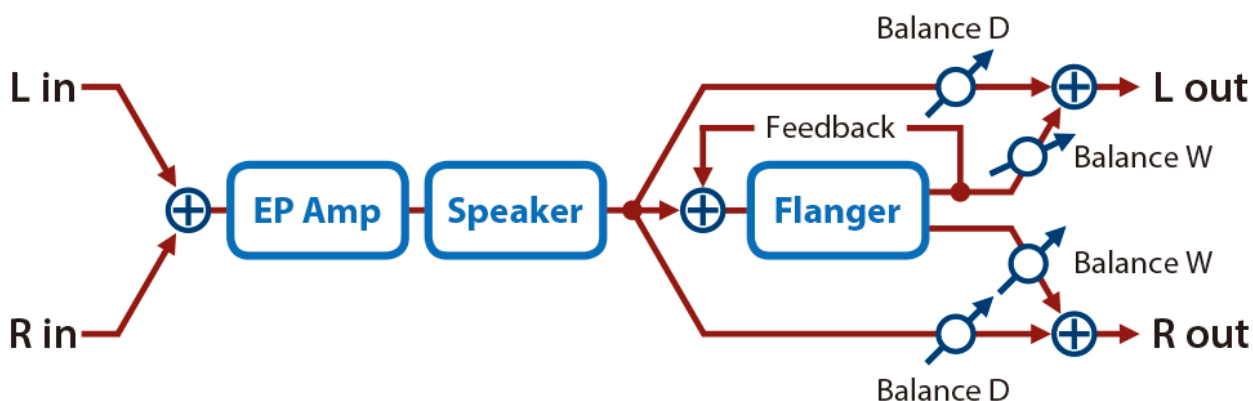 Balance D
L in
L out
Feedback
Balance W
EP Amp
Speaker
Flanger
Balance W
R in
R out
Balance D